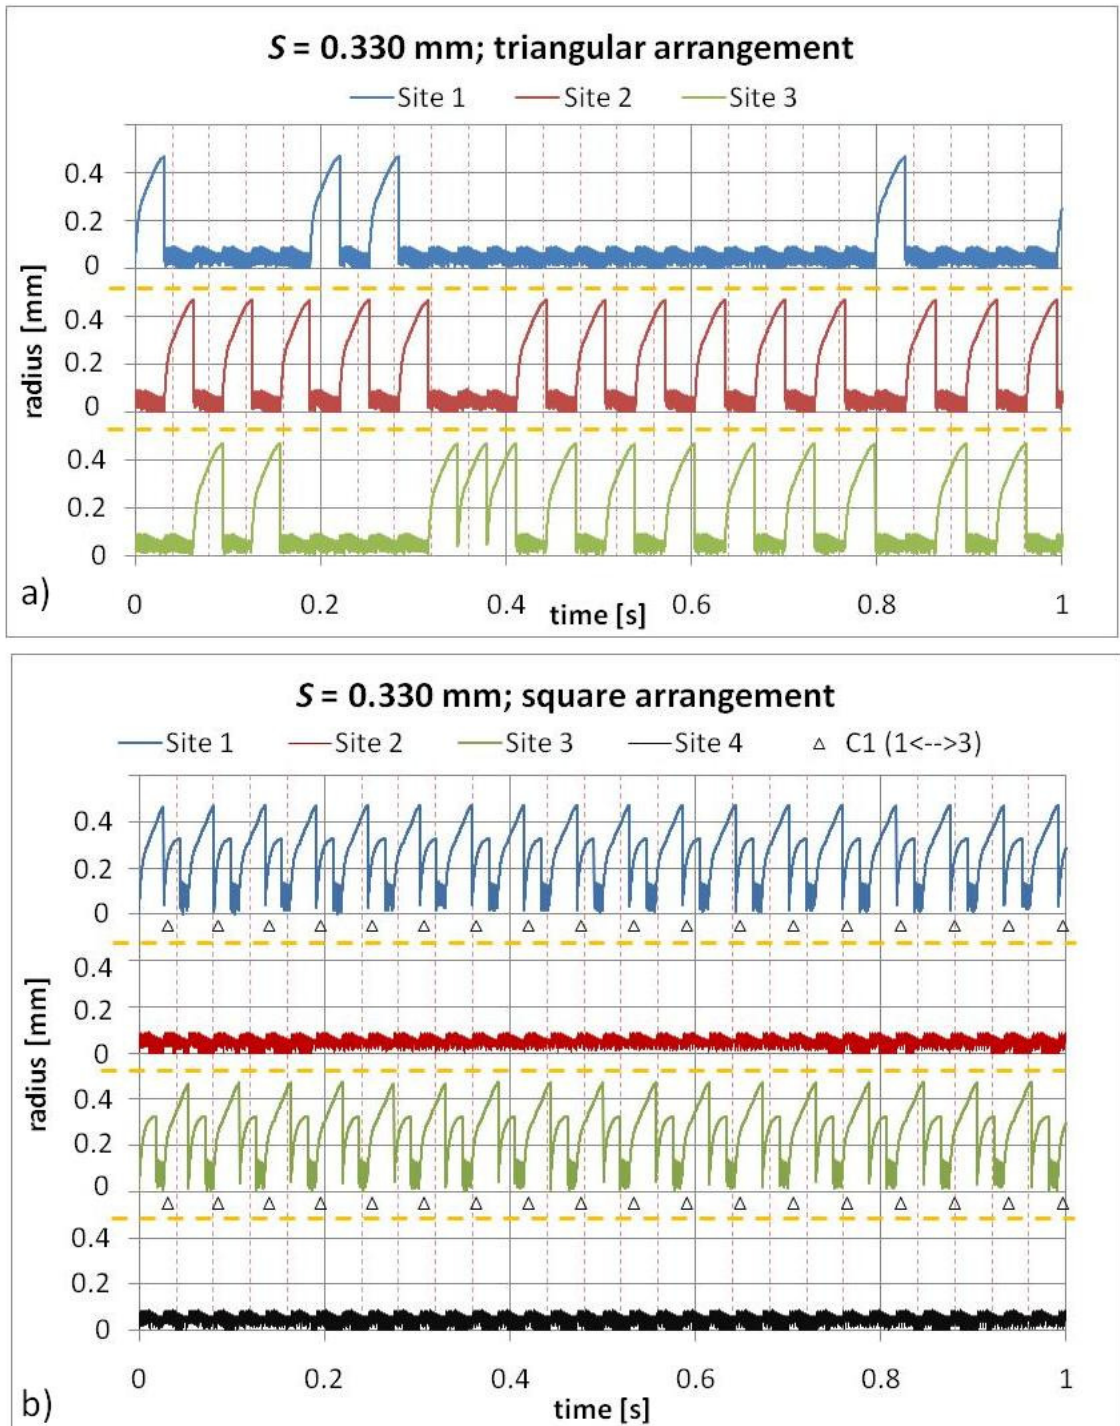 S = 0.330 mm; triangular arrangement
Site 1 Site 2 Site 3
0.4
0.2
0
0.4
0.2
0
0.4
0.2
0
radius [mm]
0 0.2 0.4 0.6 0.8 1
time [s]
a)
S = 0.330 mm; square arrangement
Site 1 Site 2 Site 3 Site 4 △ C1 (1<-->3)
0.4
0.2
0
0.4
0.2
0
0.4
0.2
0
0.4
0.2
0
radius [mm]
0 0.2 0.4 0.6 0.8 1
time [s]
b)